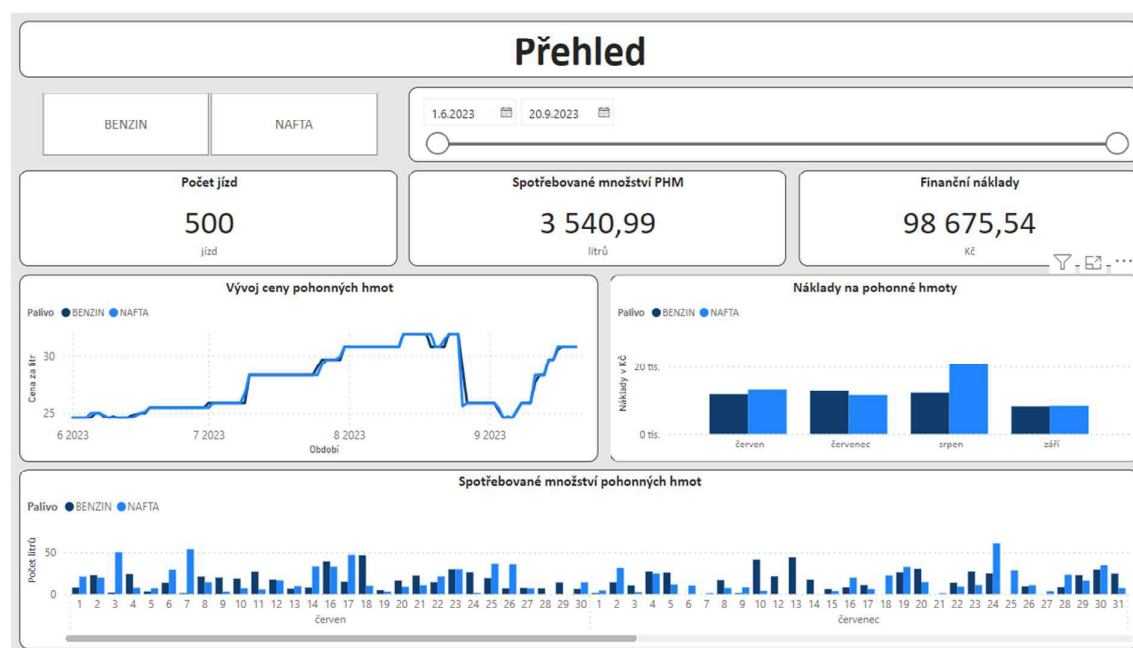 Přehled
BENZIN NAFTA
1.6.2023 20.9.2023
Počet jízd
500
jízd
Spotřebované množství PHM
3 540,99
litrů
Finanční náklady
98 675,54
Kč
Vývoj ceny pohonných hmot
Palivo BENZIN NAFTA
Cena za litr
30
25
6 2023 7 2023 8 2023 9 2023
Období
Náklady na pohonné hmoty
Palivo BENZIN NAFTA
Náklady v Kč
20 tis.
0 tis.
červen červenec srpen září
Spotřebované množství pohonných hmot
Palivo BENZIN NAFTA
Počet litrů
50
0
1 2 3 4 5 6 7 8 9 10 11 12 13 14 15 16 17 18 19 20 21 22 23 24 25 26 27 28 29 30 1 2 3 4 5 6 7 8 9 10 11 12 13 14 15 16 17 18 19 20 21 22 23 24 25 26 27 28 29 30 31
červen červenec